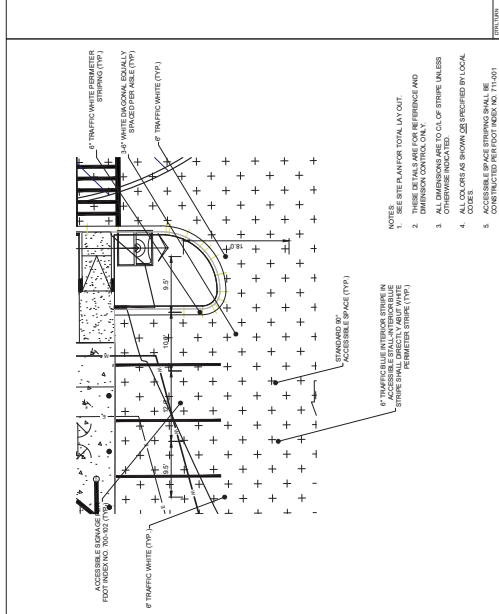 6" TRAFFIC WHITE PERIMETER
STRIPING (TYP.)
3-6" WHITE DIAGONAL EQUALLY
SPACED PER AISLE (TYP.)
6" TRAFFIC WHITE (TYP.)
ACCESSIBLE SIGNAGE
FDOT INDEX NO. 700-102 (TYP.)
6" TRAFFIC WHITE (TYP.)
9.5'
9.5'
18.0'
STANDARD 90°
ACCESSIBLE SPACE (TYP.)
6" TRAFFIC BLUE INTERIOR STRIPE IN
ACCESSIBLE STALL-INTERIOR BLUE
STRIPE SHALL DIRECTLY ABUT WHITE
PERIMETER STRIPE (TYP.)
NOTES:
1. SEE SITE PLAN FOR TOTAL LAYOUT.
2. THESE DETAILS ARE FOR REFERENCE AND
DIMENSION CONTROL ONLY.
3. ALL DIMENSIONS ARE TO C/L OF STRIPE UNLESS
OTHERWISE INDICATED.
4. ALL COLORS AS SHOWN OR SPECIFIED BY LOCAL
CODES.
5. ACCESSIBLE SPACE STRIPING SHALL BE
CONSTRUCTED PER FDOT INDEX NO. 711-001